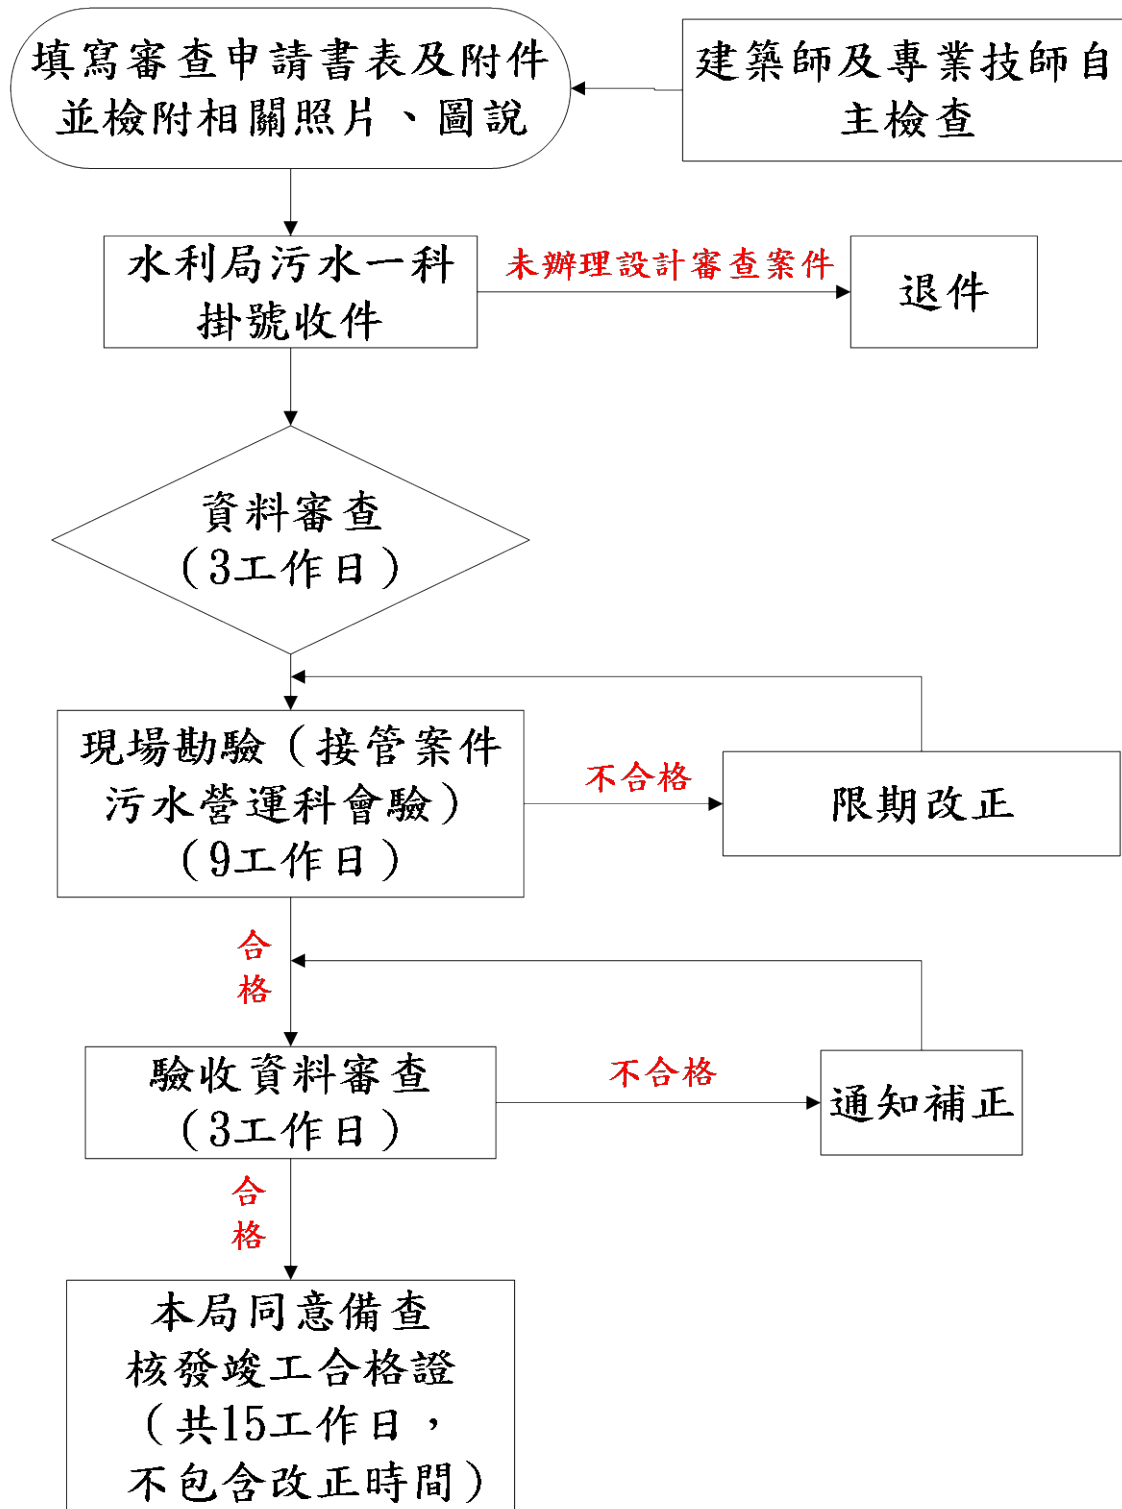 填寫審查申請書表及附件
並檢附相關照片、圖說
建築師及專業技師自
主檢查
水利局污水一科
掛號收件
未辦理設計審查案件
退件
資料審查
（3工作日）
現場勘驗（接管案件
污水營運科會驗）
（9工作日）
不合格
限期改正
合
格
驗收資料審查
（3工作日）
不合格
通知補正
合
格
本局同意備查
核發竣工合格證
（共15工作日，
不包含改正時間）